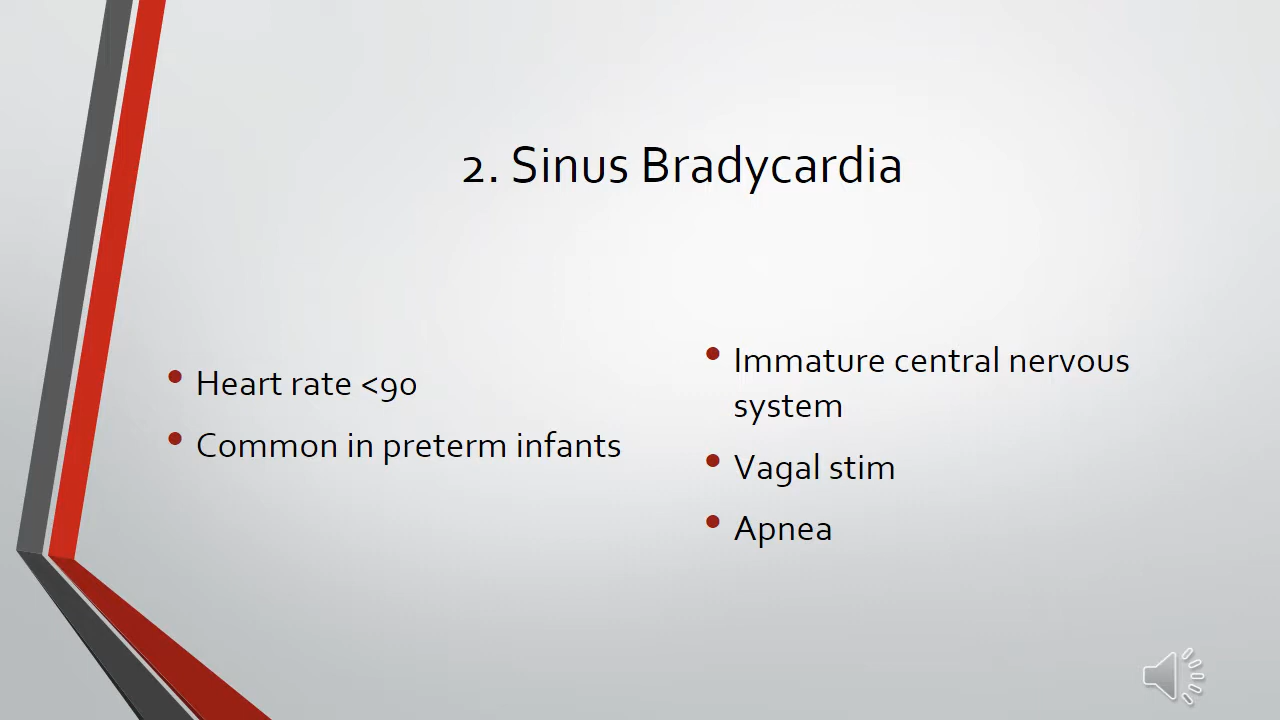 2. Sinus Bradycardia
• Heart rate <90
• Common in preterm infants
• Immature central nervous
system
• Vagal stim
• Apnea